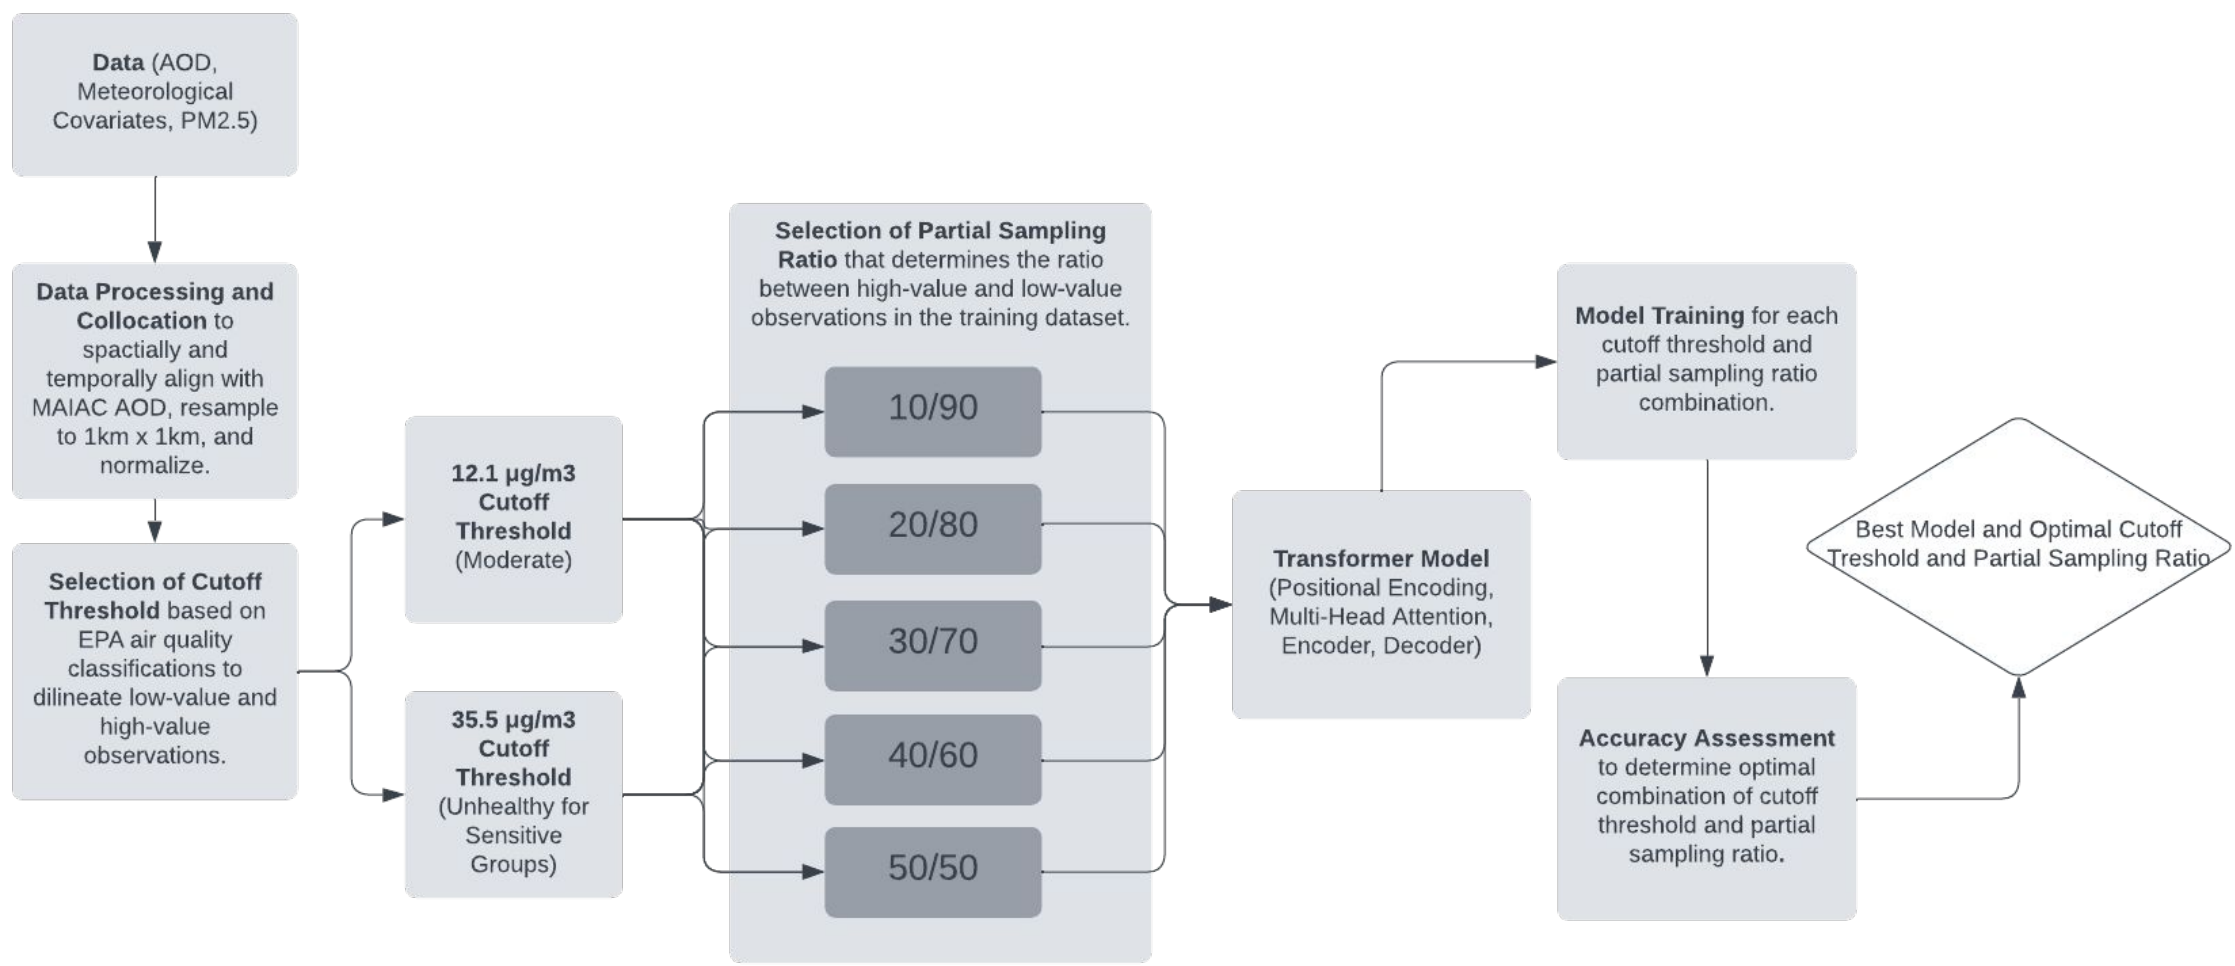 Data (AOD,
Meteorological
Covariates, PM2.5)
Data Processing and
Collocation to
spactially and
temporally align with
MAIAC AOD, resample
to 1km x 1km, and
normalize.
Selection of Cutoff
Threshold based on
EPA air quality
classifications to
dilineate low-value and
high-value
observations.
12.1 μg/m3
Cutoff
Threshold
(Moderate)
35.5 μg/m3
Cutoff
Threshold
(Unhealthy for
Sensitive
Groups)
Selection of Partial Sampling
Ratio that determines the ratio
between high-value and low-value
observations in the training dataset.
10/90
20/80
30/70
40/60
50/50
Transformer Model
(Positional Encoding,
Multi-Head Attention,
Encoder, Decoder)
Model Training for each
cutoff threshold and
partial sampling ratio
combination.
Accuracy Assessment
to determine optimal
combination of cutoff
threshold and partial
sampling ratio.
Best Model and Optimal Cutoff
Treshold and Partial Sampling Ratio